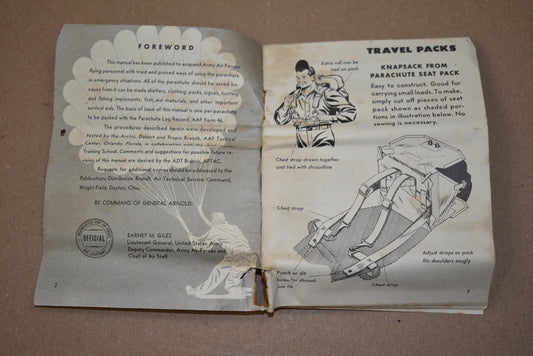 FOREWORD
This manual has been published to acquaint Army Air Forces
flying personnel with tried and proved ways of using the parachute
in emergency situations. All of the parachute should be saved be-
cause from it can be made shelters, clothing, packs, signals, hunting
and fishing implements, first-aid materials, and other important
survival aids. The basis of issue of this manual is one per parachute
to be packed with the Parachute Log Record, AAF Form 46.
The procedures described herein were developed and
tested by the Arctic, Desert and Tropic Branch, AAF Tactical
Center, Orlando, Florida, in collaboration with the
Training School. Comments and suggestions for possible future re-
vision of this manual are desired by the ADT Branch, AFTAC.
Requests for additional copies should be addressed to the
Publications Distribution Branch, Air Technical Service Command,
Wright Field, Dayton, Ohio.
BY COMMAND OF GENERAL ARNOLD:
OFFICIAL
BARNEY M. GILES
Lieutenant General, United States Army
Deputy Commander, Army Air Forces and
Chief of Air Staff.
2
TRAVEL PACKS
Extra roll can be
tied on pack
KNAPSACK FROM
PARACHUTE SEAT PACK
Easy to construct. Good for
carrying small loads. To make,
simply cut off pieces of seat
pack shown as shaded por-
tions in illustration below. No
sewing is necessary.
Chest strap drawn together
and tied with shroudline
Chest strap
Adjust straps so pack
fits shoulders snugly
Punch or slit
holes for shroud-
line tie
Chest strap
3